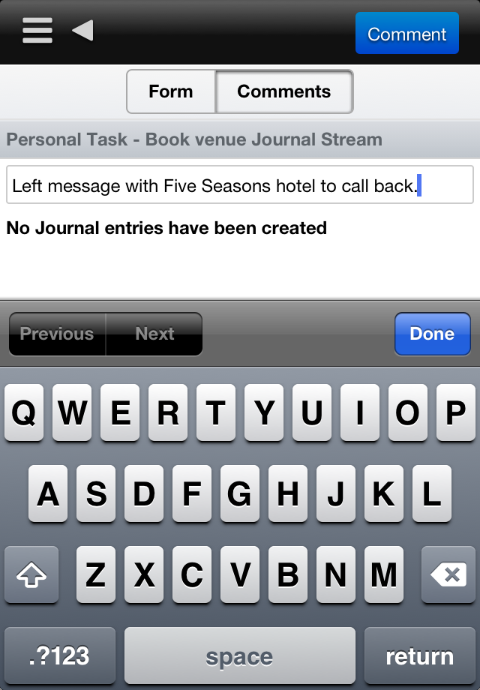 Comment
Form Comments
Personal Task - Book venue Journal Stream
Left message with Five Seasons hotel to call back.
No Journal entries have been created
Previous Next Done
Q W E R T Y U I O P
A S D F G H J K L
Z X C V B N M
.?123 space return